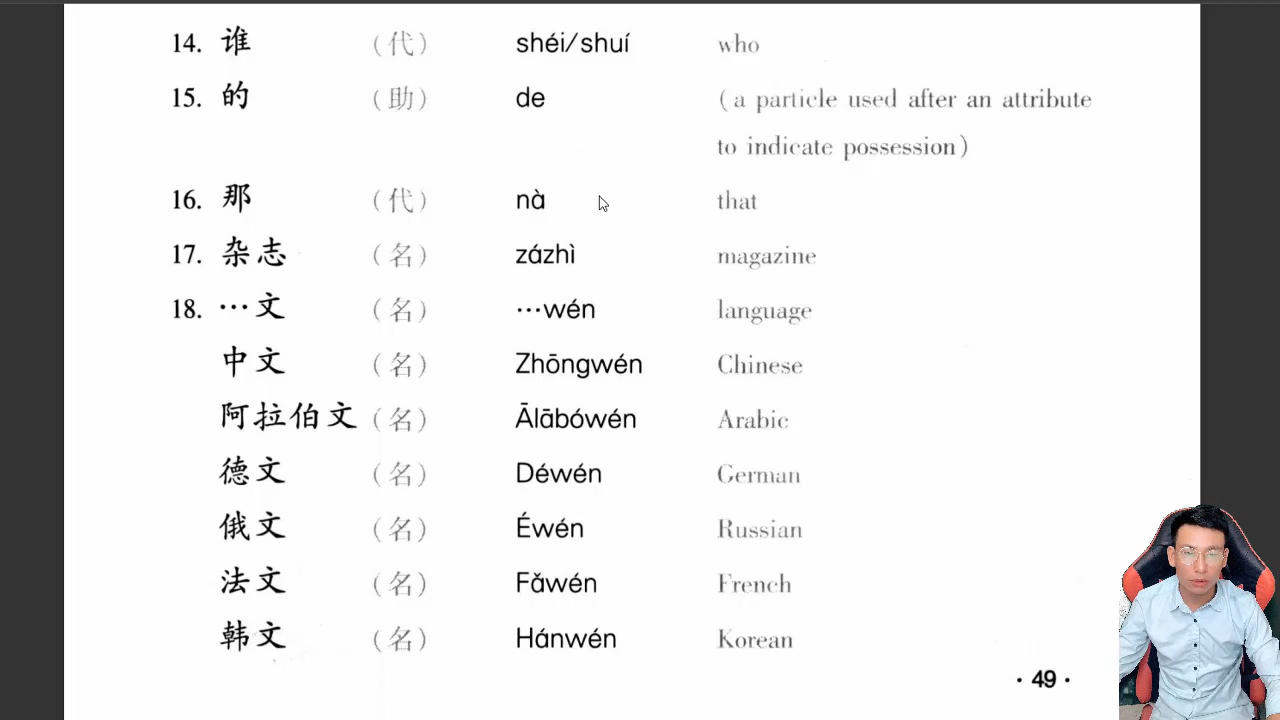 14. 谁 (代) shéi/shuí who
15. 的 (助) de (a particle used after an attribute
to indicate possession)
16. 那 (代) nà that
17. 杂志 (名) zázhì magazine
18. …文 (名) …wén language
中文 (名) Zhōngwén Chinese
阿拉伯文 (名) Ālābówén Arabic
德文 (名) Déwén German
俄文 (名) Éwén Russian
法文 (名) Fǎwén French
韩文 (名) Hánwén Korean
· 49 ·